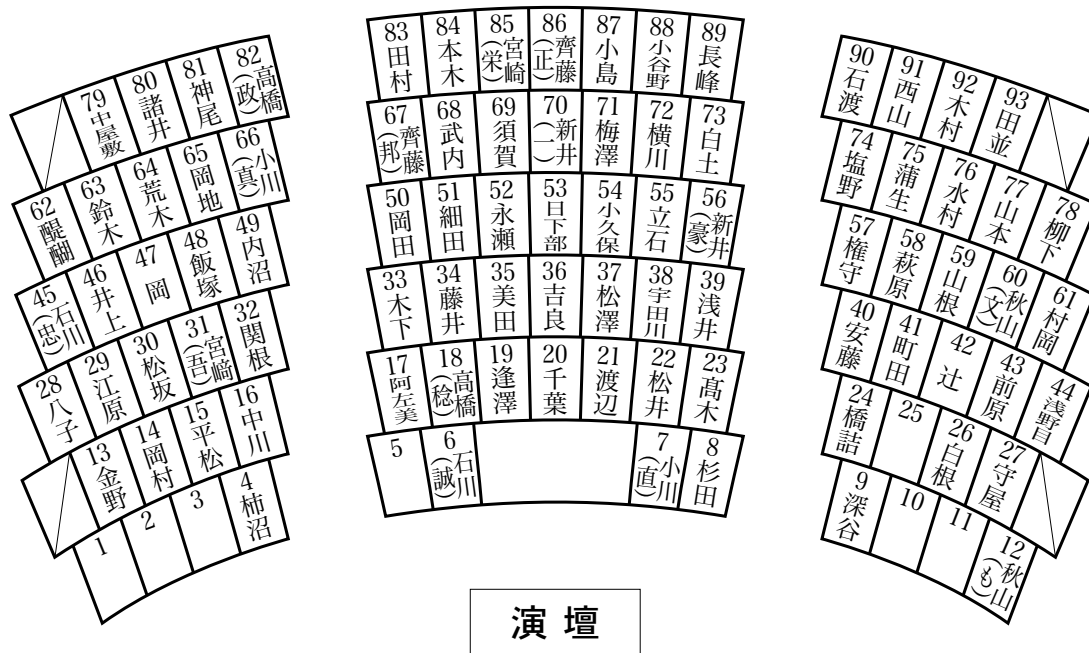 82 高橋(政)
81 神尾
80 諸井
79 中屋敷
83 田村
84 本木
85 宮崎(栄)
86 齊藤(正)
87 小島
88 小谷野
89 長峰
90 石渡
91 西山
92 木村
93 田並
62 醍醐
63 鈴木
64 荒木
65 岡地
66 小川(真)
67 齊藤(邦)
68 武内
69 須賀
70 新井(一)
71 梅澤
72 横川
73 白土
74 塩野
75 蒲生
76 水村
77 山本
78 柳下
45 石川(忠)
46 井上
47 岡
48 飯塚
49 内沼
50 岡田
51 細田
52 永瀬
53 日下部
54 小久保
55 立石
56 新井(豪)
57 権守
58 萩原
59 山根
60 秋山(文)
61 村岡
28 八子
29 江原
30 松坂
31 宮﨑(吾)
32 関根
33 木下
34 藤井
35 美田
36 吉良
37 松澤
38 宇田川
39 浅井
40 安藤
41 町田
42 辻
43 前原
44 浅野目
13 金野
14 岡村
15 平松
16 中川
17 阿左美
18 高橋(稔)
19 逢澤
20 千葉
21 渡辺
22 松井
23 髙木
24 橋詰
25
26 白根
27 守屋
1
2
3
4 柿沼
5
6 石川(誠)
7 小川(直)
8 杉田
9 深谷
10
11
12 秋山(も)
演壇